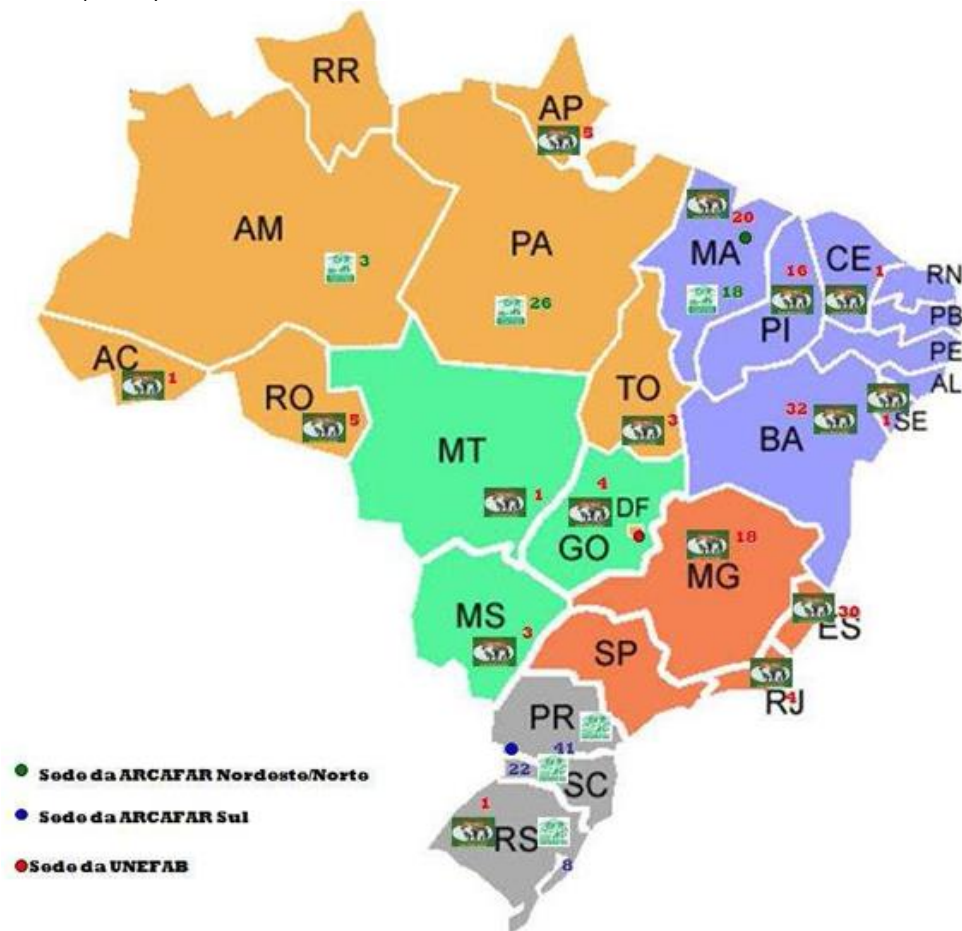 RR
AP
5
AM
3
PA
26
20
MA
18
16
PI
CE
1
RN
PB
PE
AL
1
SE
AC
1
RO
5
TO
3
32
BA
MT
1
4
DF
GO
18
MG
30
ES
MS
3
SP
4
RJ
PR
41
22
SC
1
RS
8
Sede da ARCAFAR Nordeste/Norte
Sede da ARCAFAR Sul
Sede da UNEFAB